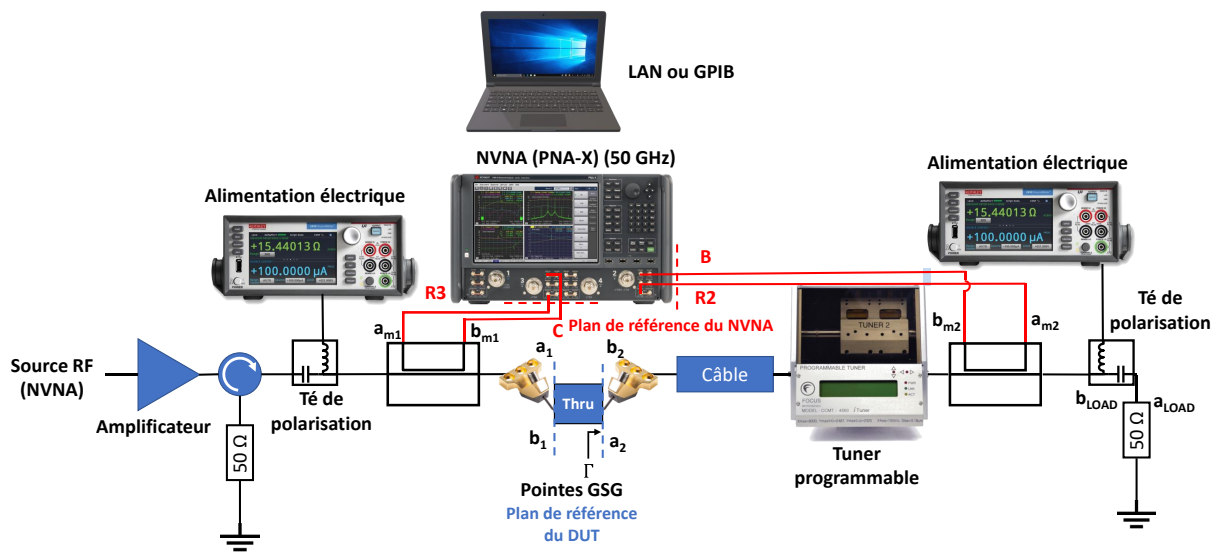 LAN ou GPIB
NVNA (PNA-X) (50 GHz)
Alimentation électrique
Alimentation électrique
+15.44013 Ω
+100.0000 µA
+15.44013 Ω
+100.0000 µA
R3
B
R2
C
Plan de référence du NVNA
a_m1
b_m1
b_m2
a_m2
Té de
polarisation
Source RF
(NVNA)
Amplificateur
50 Ω
Té de
polarisation
a_1
b_2
Thru
b_1
a_2
Γ
Pointes GSG
Plan de référence
du DUT
Câble
TUNER 2
PROGRAMMABLE TUNER
FOCUS
Tuner
programmable
b_LOAD
a_LOAD
50 Ω